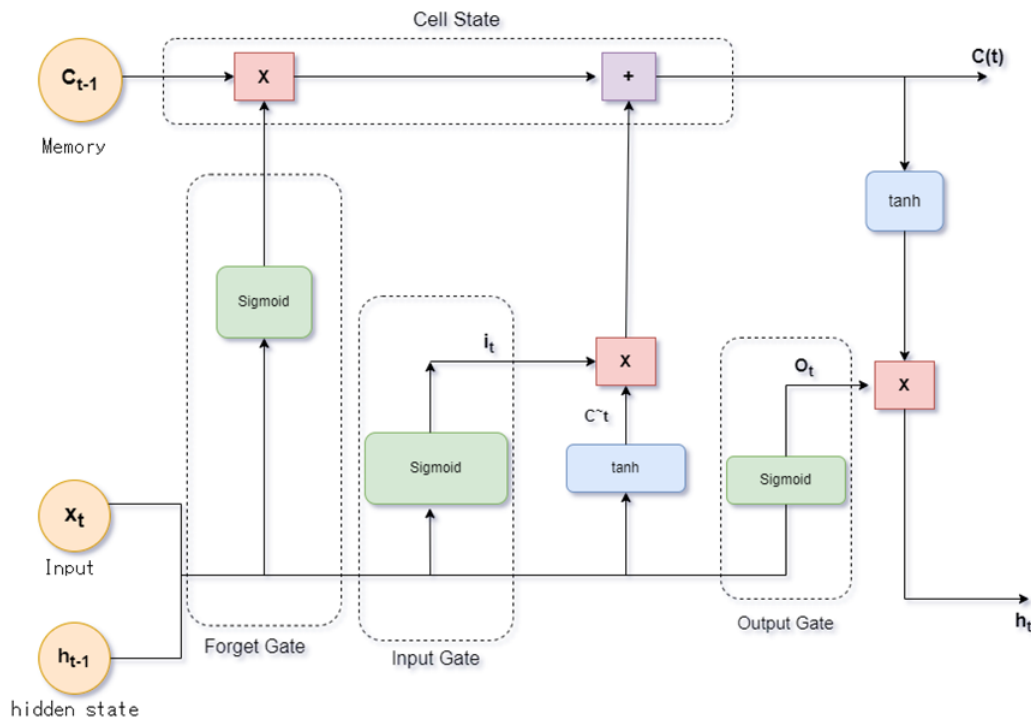 Cell State
C(t)
Ct-1
X
+
Memory
tanh
Sigmoid
it
X
Ot
X
C~t
Sigmoid
tanh
Sigmoid
xt
Input
ht-1
hidden state
Forget Gate
Input Gate
Output Gate
ht